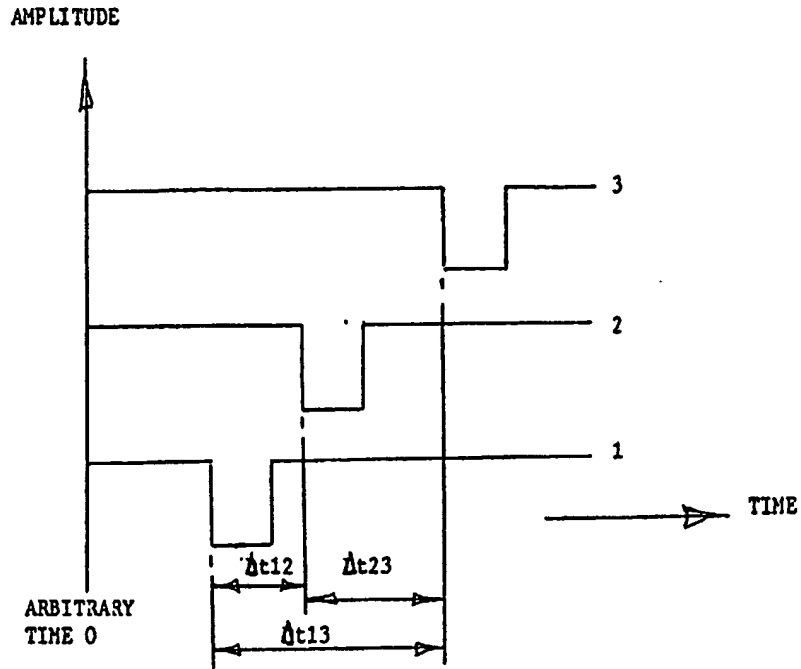 AMPLITUDE
3
2
1
TIME
Δt12
Δt23
ARBITRARY
TIME 0
Δt13